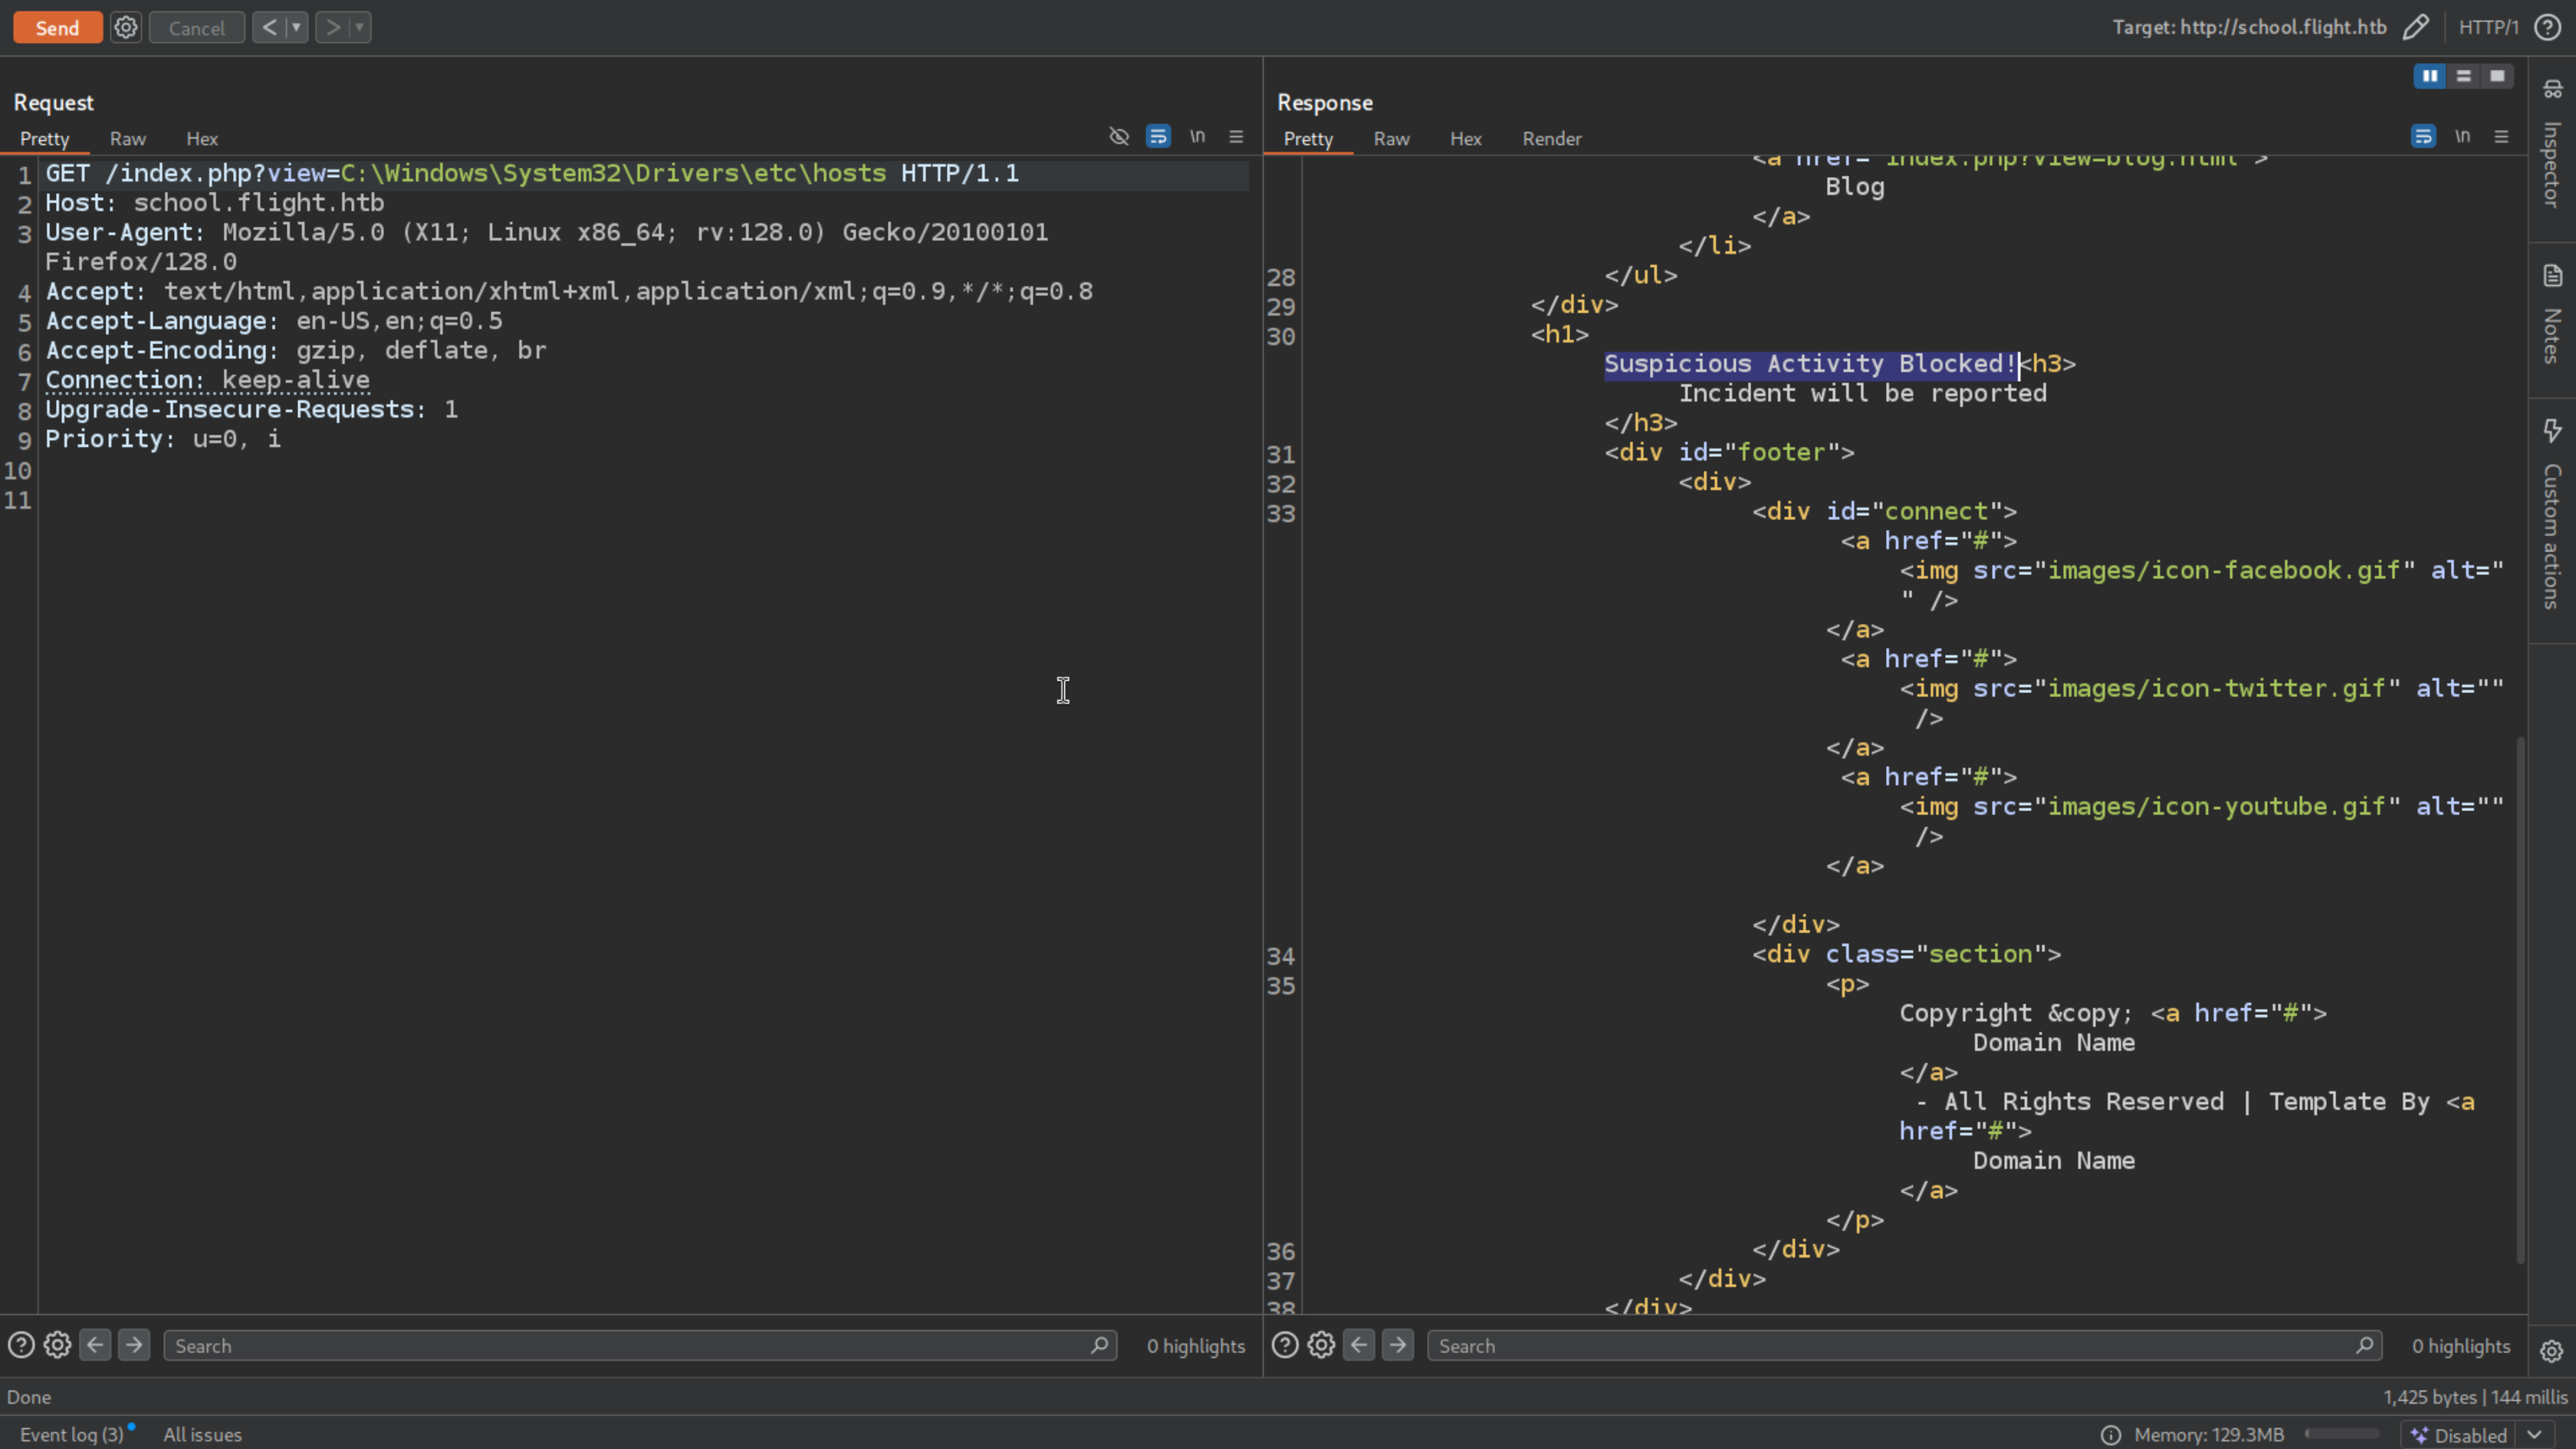 Send Cancel < > Target: http://school.flight.htb HTTP/1 ?
Request
Pretty Raw Hex \n
1 GET /index.php?view=C:\Windows\System32\Drivers\etc\hosts HTTP/1.1
2 Host: school.flight.htb
3 User-Agent: Mozilla/5.0 (X11; Linux x86_64; rv:128.0) Gecko/20100101
Firefox/128.0
4 Accept: text/html,application/xhtml+xml,application/xml;q=0.9,*/*;q=0.8
5 Accept-Language: en-US,en;q=0.5
6 Accept-Encoding: gzip, deflate, br
7 Connection: keep-alive
8 Upgrade-Insecure-Requests: 1
9 Priority: u=0, i
10
11
Response
Pretty Raw Hex Render \n
<a href="index.php?view=blog.html">
Blog
</a>
</li>
28 </ul>
29 </div>
30 <h1>
Suspicious Activity Blocked!<h3>
Incident will be reported
</h3>
31 <div id="footer">
32 <div>
33 <div id="connect">
<a href="#">
<img src="images/icon-facebook.gif" alt="
" />
</a>
<a href="#">
<img src="images/icon-twitter.gif" alt=""
/>
</a>
<a href="#">
<img src="images/icon-youtube.gif" alt=""
/>
</a>
</div>
34 <div class="section">
35 <p>
Copyright &copy; <a href="#">
Domain Name
</a>
- All Rights Reserved | Template By <a
href="#">
Domain Name
</a>
</p>
36 </div>
37 </div>
38 </div>
Inspector
Notes
Custom actions
? Search 0 highlights
? Search 0 highlights
Done 1,425 bytes | 144 millis
Event log (3) All issues Memory: 129.3MB Disabled